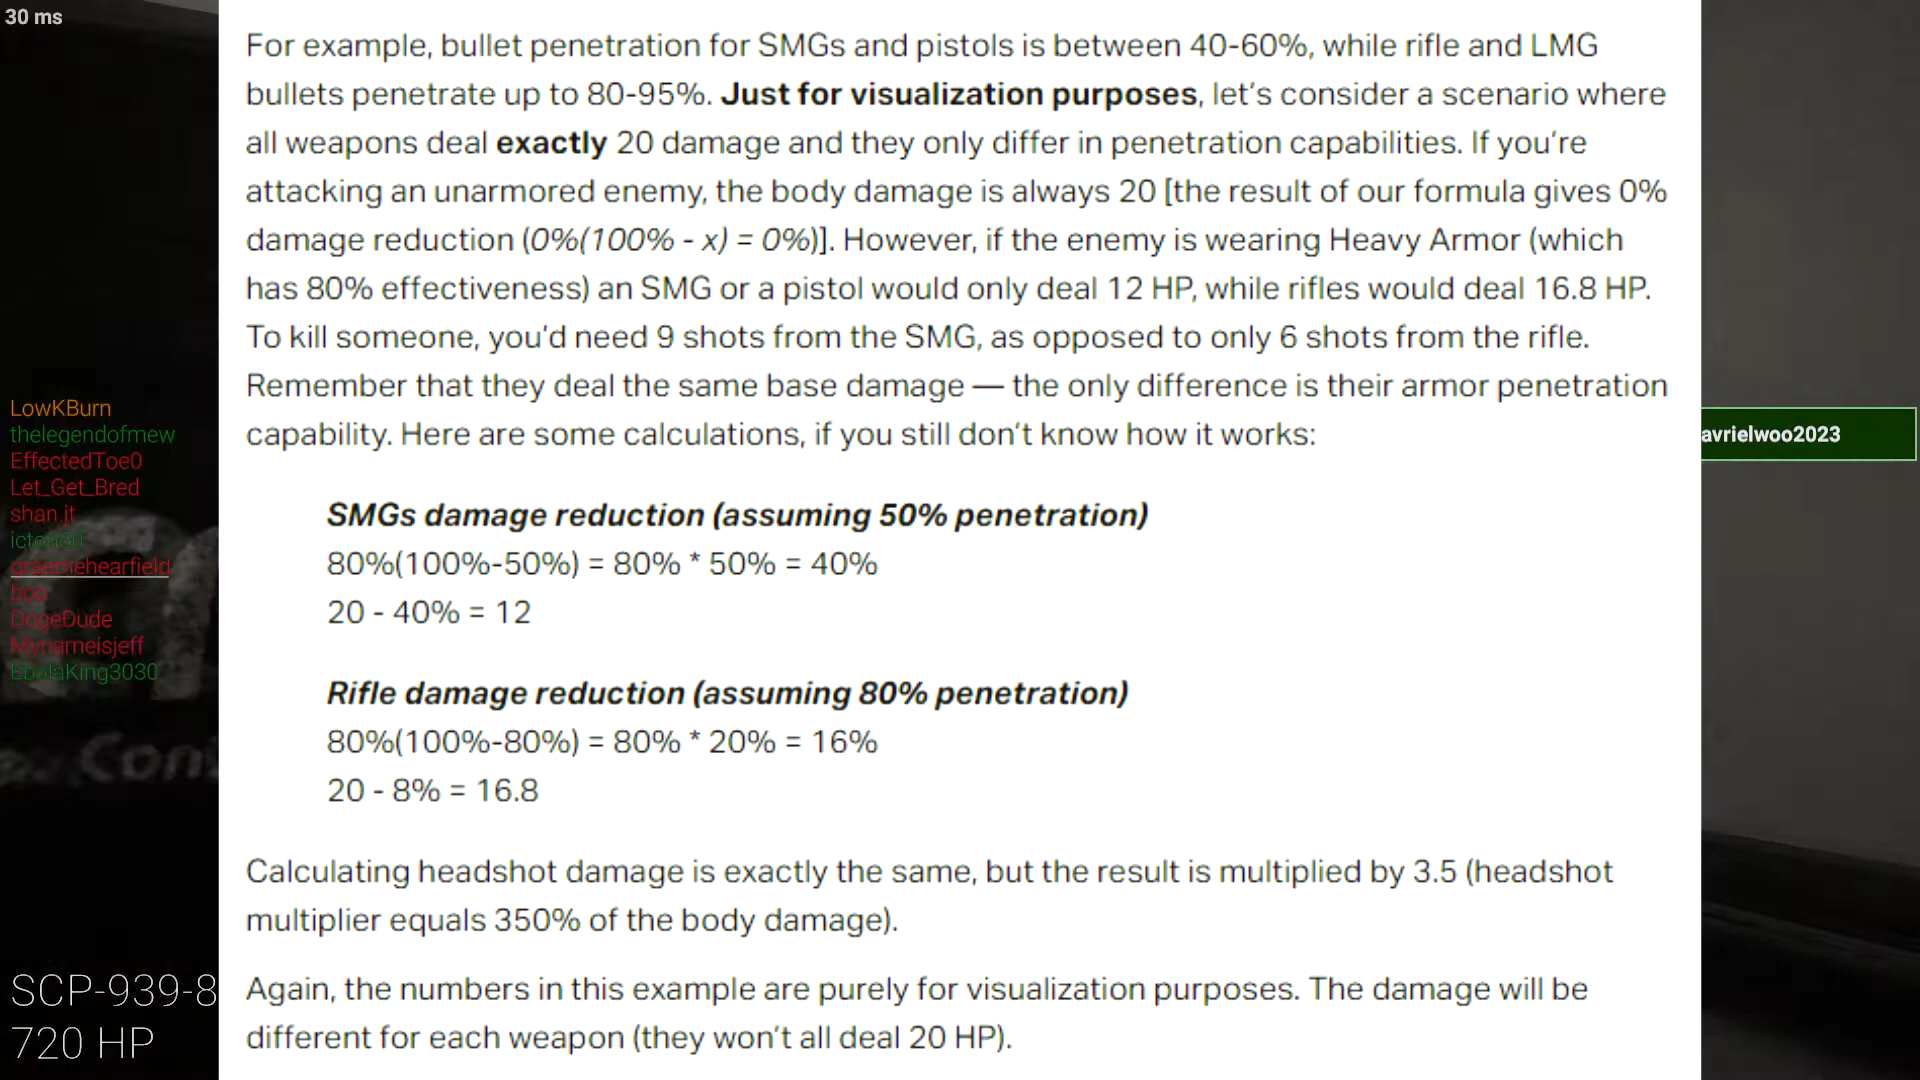 30 ms
For example, bullet penetration for SMGs and pistols is between 40-60%, while rifle and LMG
bullets penetrate up to 80-95%. Just for visualization purposes, let's consider a scenario where
all weapons deal exactly 20 damage and they only differ in penetration capabilities. If you're
attacking an unarmored enemy, the body damage is always 20 [the result of our formula gives 0%
damage reduction (0%(100% - x) = 0%)]. However, if the enemy is wearing Heavy Armor (which
has 80% effectiveness) an SMG or a pistol would only deal 12 HP, while rifles would deal 16.8 HP.
To kill someone, you'd need 9 shots from the SMG, as opposed to only 6 shots from the rifle.
Remember that they deal the same base damage — the only difference is their armor penetration
capability. Here are some calculations, if you still don't know how it works:
SMGs damage reduction (assuming 50% penetration)
80%(100%-50%) = 80% * 50% = 40%
20 - 40% = 12
Rifle damage reduction (assuming 80% penetration)
80%(100%-80%) = 80% * 20% = 16%
20 - 8% = 16.8
Calculating headshot damage is exactly the same, but the result is multiplied by 3.5 (headshot
multiplier equals 350% of the body damage).
Again, the numbers in this example are purely for visualization purposes. The damage will be
different for each weapon (they won't all deal 20 HP).
LowKBurn
thelegendofmew
EffectedToe0
Let_Get_Bred
shan.jt
graemehearfield
boo
DogeDude
Mynameisjeff
EbolaKing3030
avrielwoo2023
SCP-939-8
720 HP